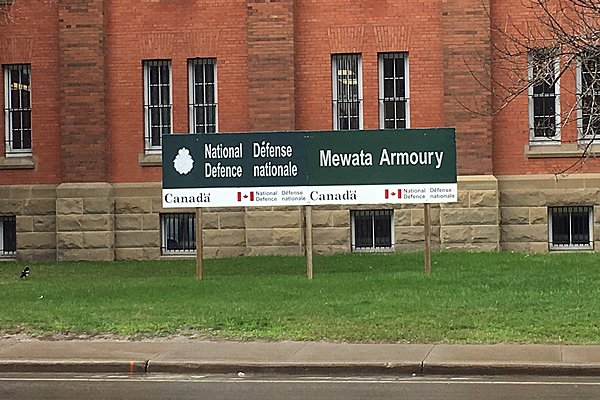 National Défense
Defence nationale
Mewata Armoury
Canada
National Défense
Defence nationale
Canada
National Défense
Defence nationale